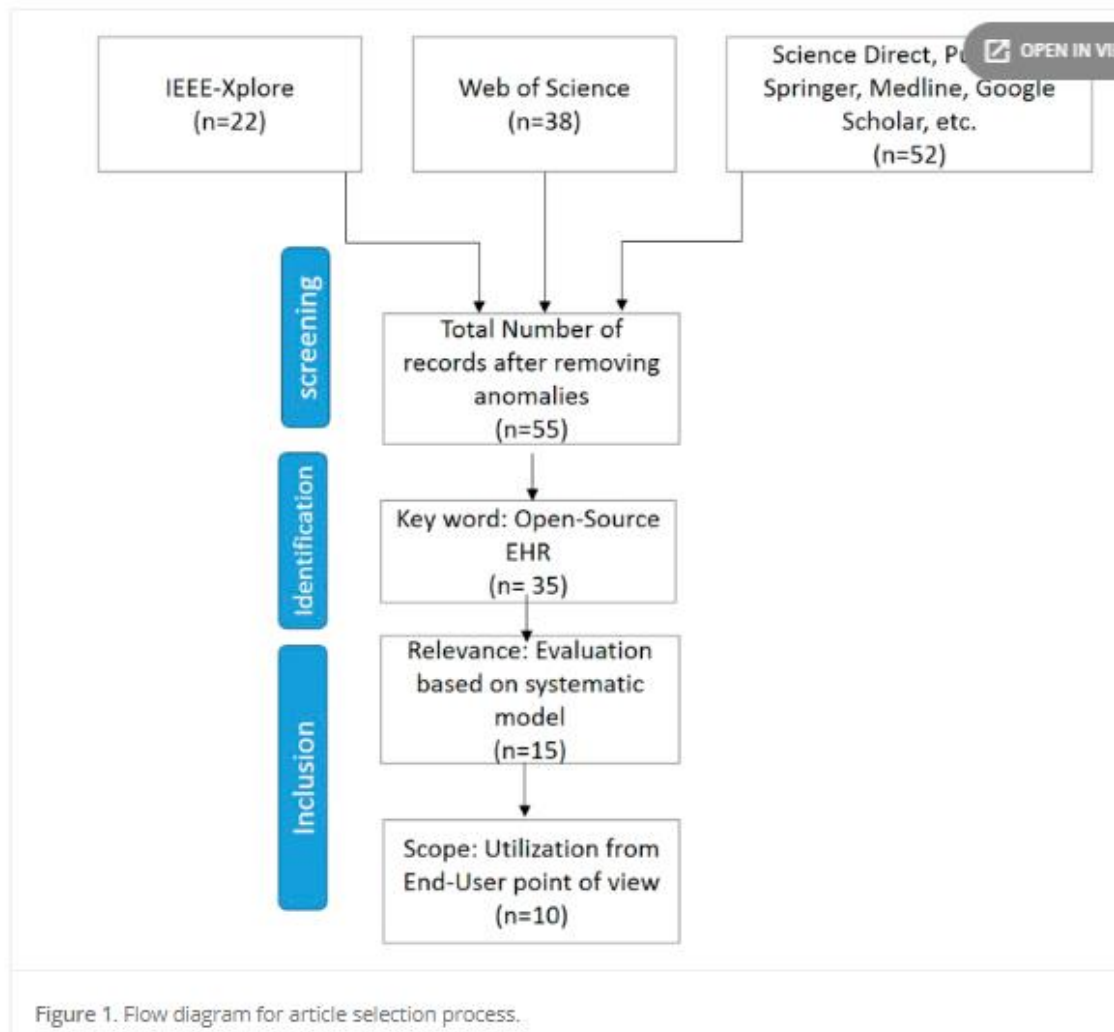 IEEE-Xplore
(n=22)
Web of Science
(n=38)
Science Direct,
Springer, Medline, Google
Scholar, etc.
(n=52)
OPEN IN
screening
Total Number of
records after removing
anomalies
(n=55)
Identification
Key word: Open-Source
EHR
(n= 35)
Inclusion
Relevance: Evaluation
based on systematic
model
(n=15)
Scope: Utilization from
End-User point of view
(n=10)
Figure 1. Flow diagram for article selection process.